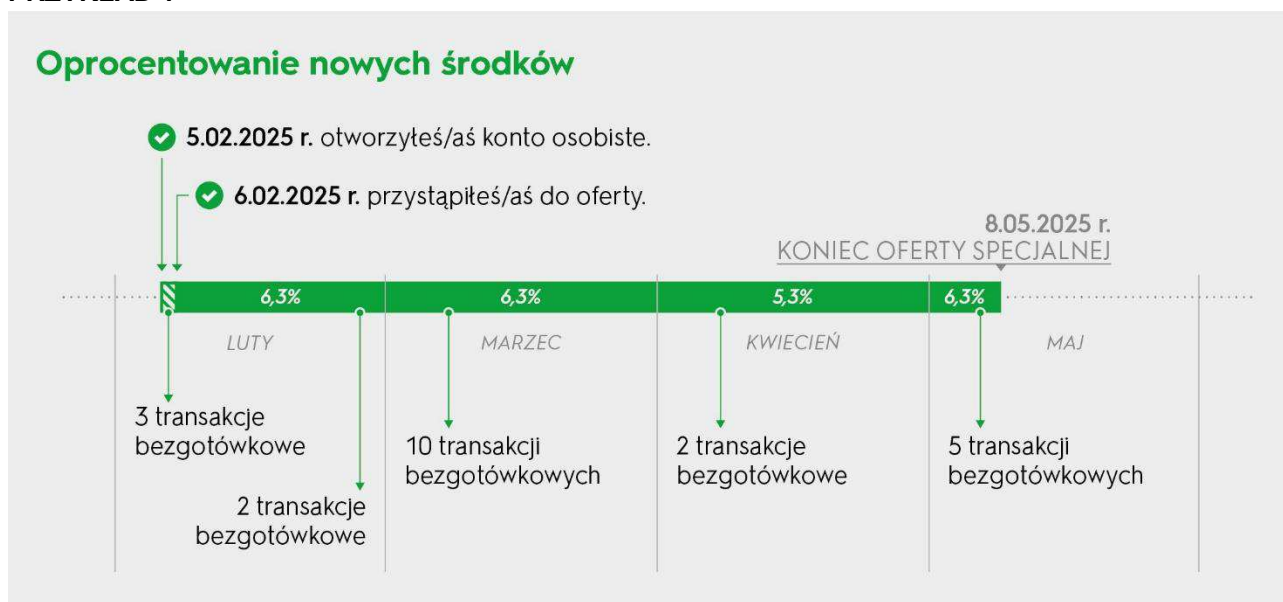 Oprocentowanie nowych środków
5.02.2025 r. otworzyłeś/aś konto osobiste.
6.02.2025 r. przystąpiłeś/aś do oferty.
8.05.2025 r.
KONIEC OFERTY SPECJALNEJ
6,3% 6,3% 5,3% 6,3%
LUTY MARZEC KWIECIEŃ MAJ
3 transakcje
bezgotówkowe
2 transakcje
bezgotówkowe
10 transakcji
bezgotówkowych
2 transakcje
bezgotówkowe
5 transakcji
bezgotówkowych